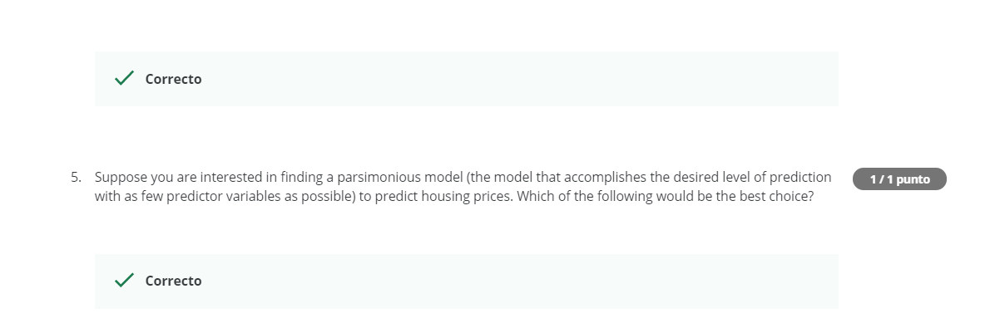 Correcto
5. Suppose you are interested in finding a parsimonious model (the model that accomplishes the desired level of prediction
with as few predictor variables as possible) to predict housing prices. Which of the following would be the best choice?
1 / 1 punto
Correcto